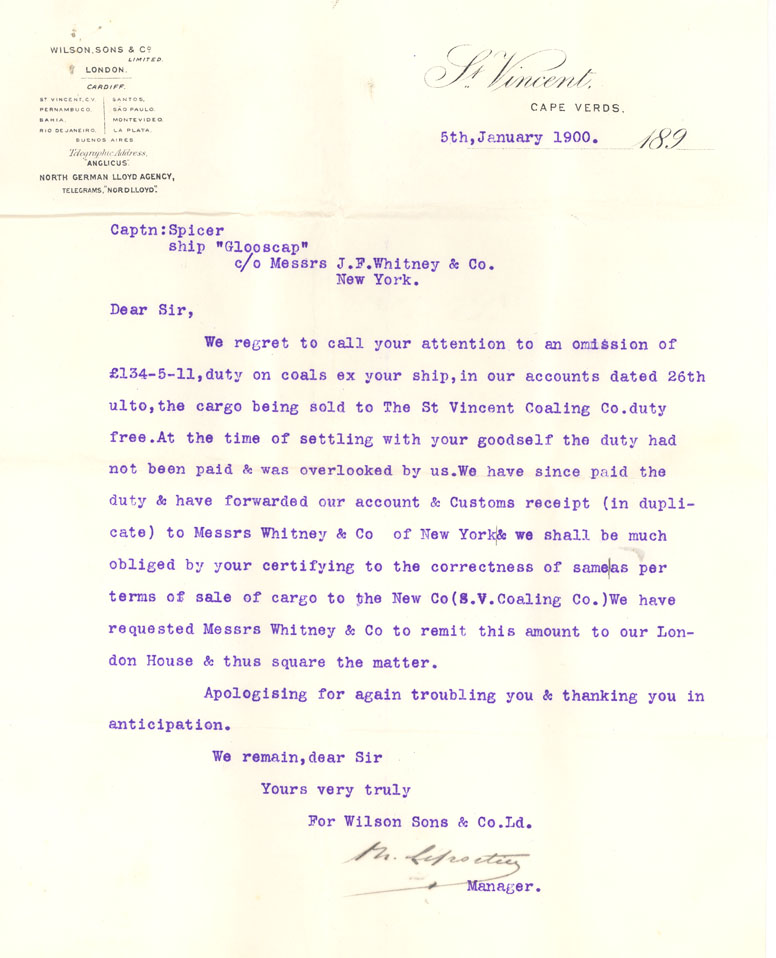 WILSON, SONS & Cº
LIMITED.
LONDON.
CARDIFF.
ST VINCENT, C.V. SANTOS,
PERNAMBUCO, SÃO PAULO,
BAHIA, MONTEVIDEO,
RIO DE JANEIRO, LA PLATA,
BUENOS AIRES
Telegraphic Address,
"ANGLICUS".
NORTH GERMAN LLOYD AGENCY,
TELEGRAMS, "NORDLLOYD".
St Vincent,
CAPE VERDS,
5th,January 1900. 189
Captn:Spicer
ship "Glooscap"
c/o Messrs J.F.Whitney & Co.
New York.
Dear Sir,
We regret to call your attention to an omission of
£134-5-11,duty on coals ex your ship,in our accounts dated 26th
ulto,the cargo being sold to The St Vincent Coaling Co.duty
free.At the time of settling with your goodself the duty had
not been paid & was overlooked by us.We have since paid the
duty & have forwarded our account & Customs receipt (in dupli-
cate) to Messrs Whitney & Co of New York& we shall be much
obliged by your certifying to the correctness of same as per
terms of sale of cargo to the New Co(S.V.Coaling Co.)We have
requested Messrs Whitney & Co to remit this amount to our Lon-
don House & thus square the matter.
Apologising for again troubling you & thanking you in
anticipation.
We remain,dear Sir
Yours very truly
For Wilson Sons & Co.Ld.
Manager.